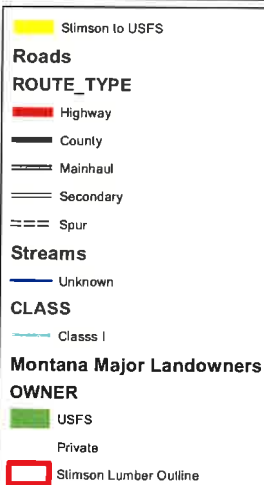 Stimson to USFS
Roads
ROUTE_TYPE
Highway
County
Mainhaul
Secondary
Spur
Streams
Unknown
CLASS
Classs I
Montana Major Landowners
OWNER
USFS
Private
Stimson Lumber Outline